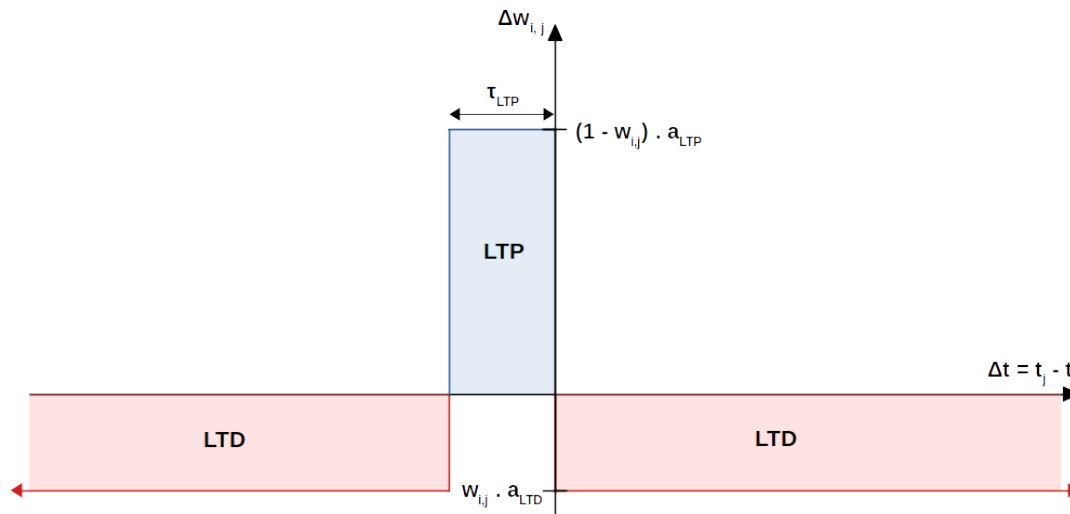 Δw i, j
τ LTP
(1 - w i,j) . a LTP
LTP
Δt = t j - t
LTD
LTD
w i,j . a LTD